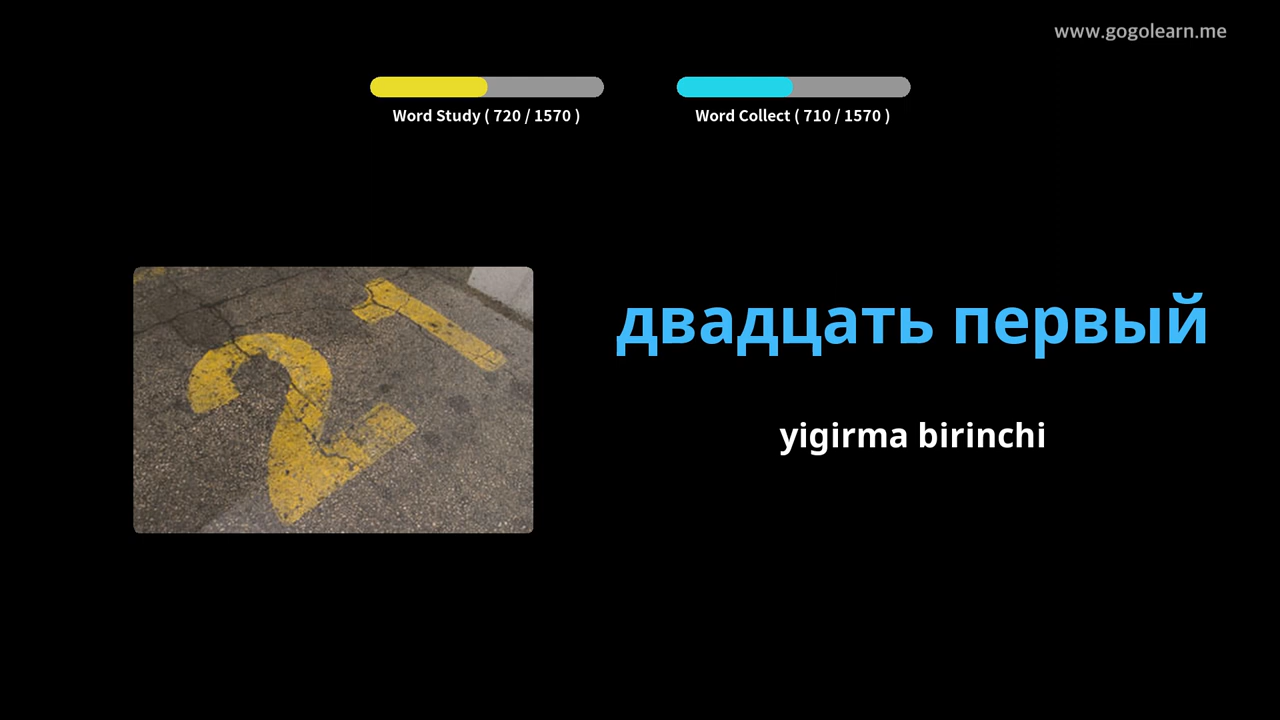 www.gogolearn.me
Word Study ( 720 / 1570 )
Word Collect ( 710 / 1570 )
21
двадцать первый
yigirma birinchi